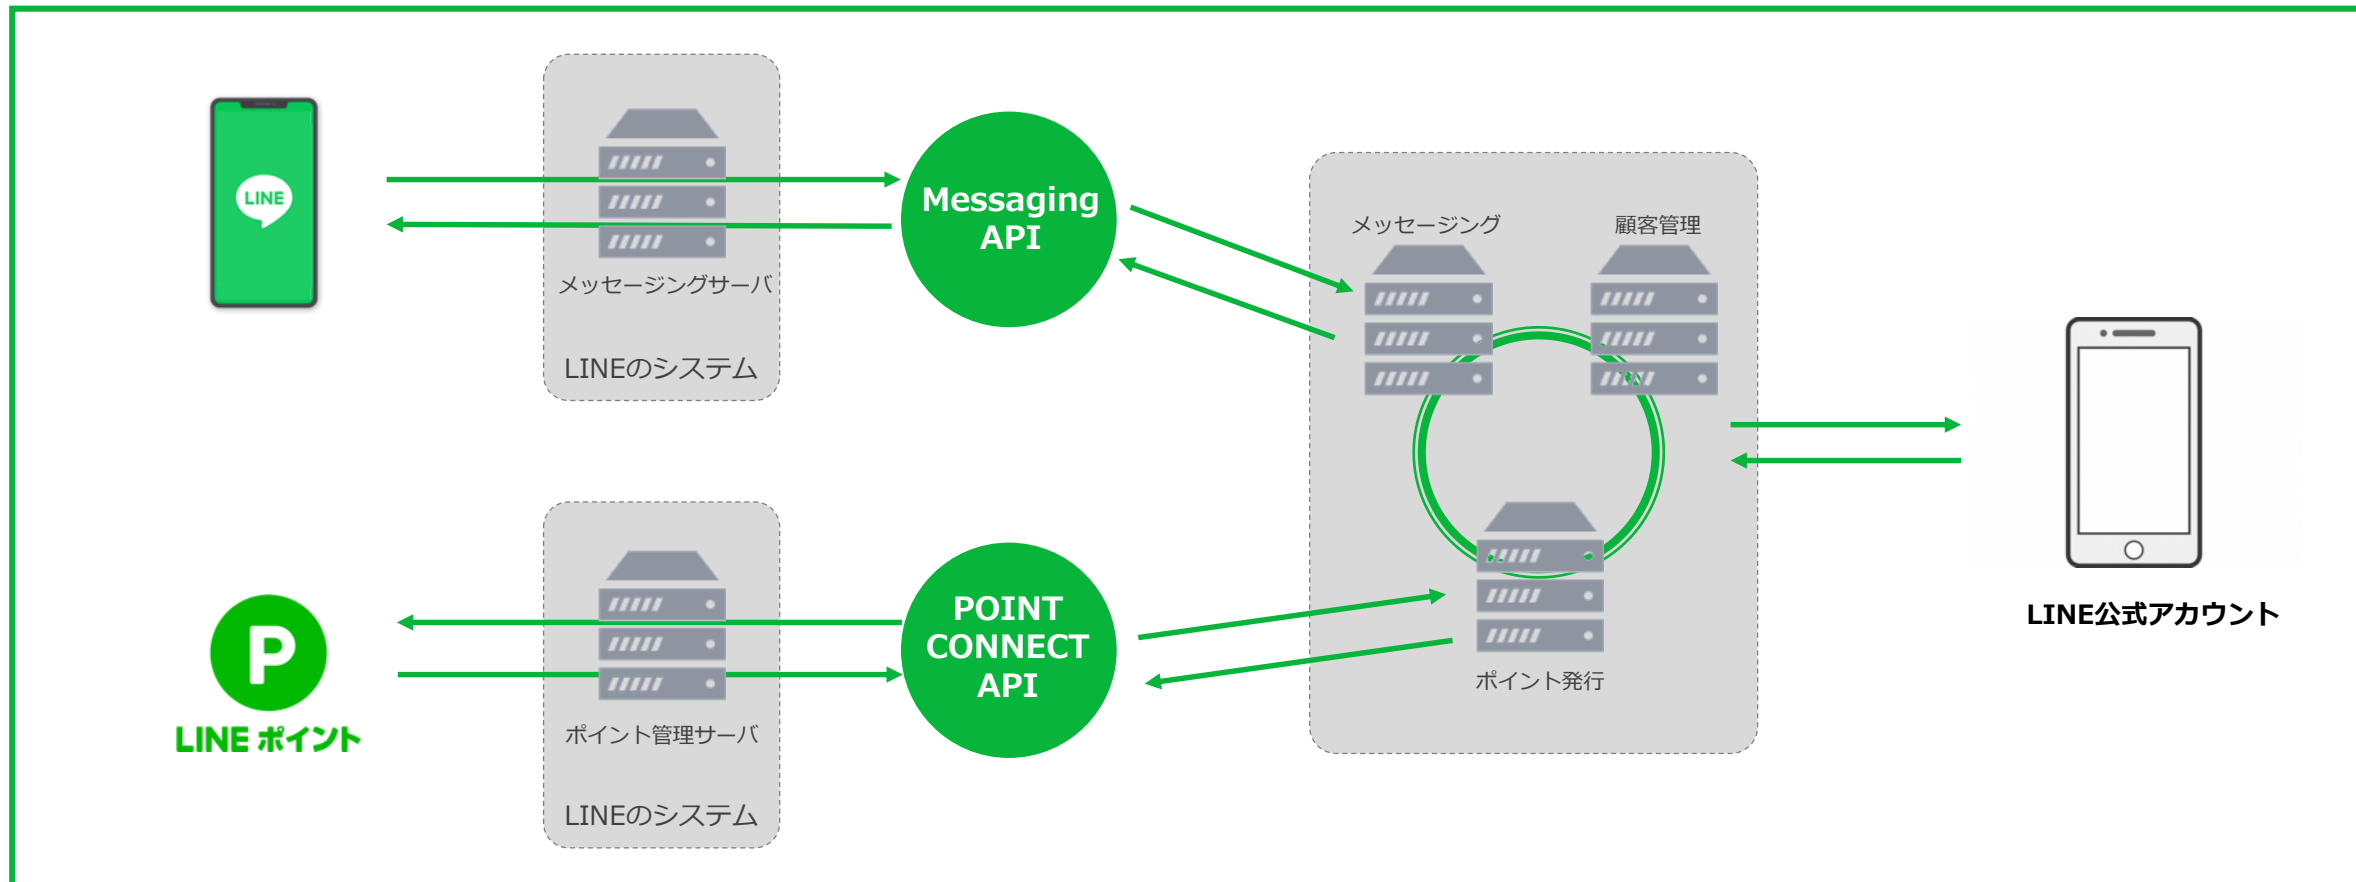 LINE
メッセージングサーバ
LINEのシステム
Messaging
API
メッセージング
顧客管理
ポイント発行
LINE公式アカウント
P
LINE ポイント
ポイント管理サーバ
LINEのシステム
POINT
CONNECT
API